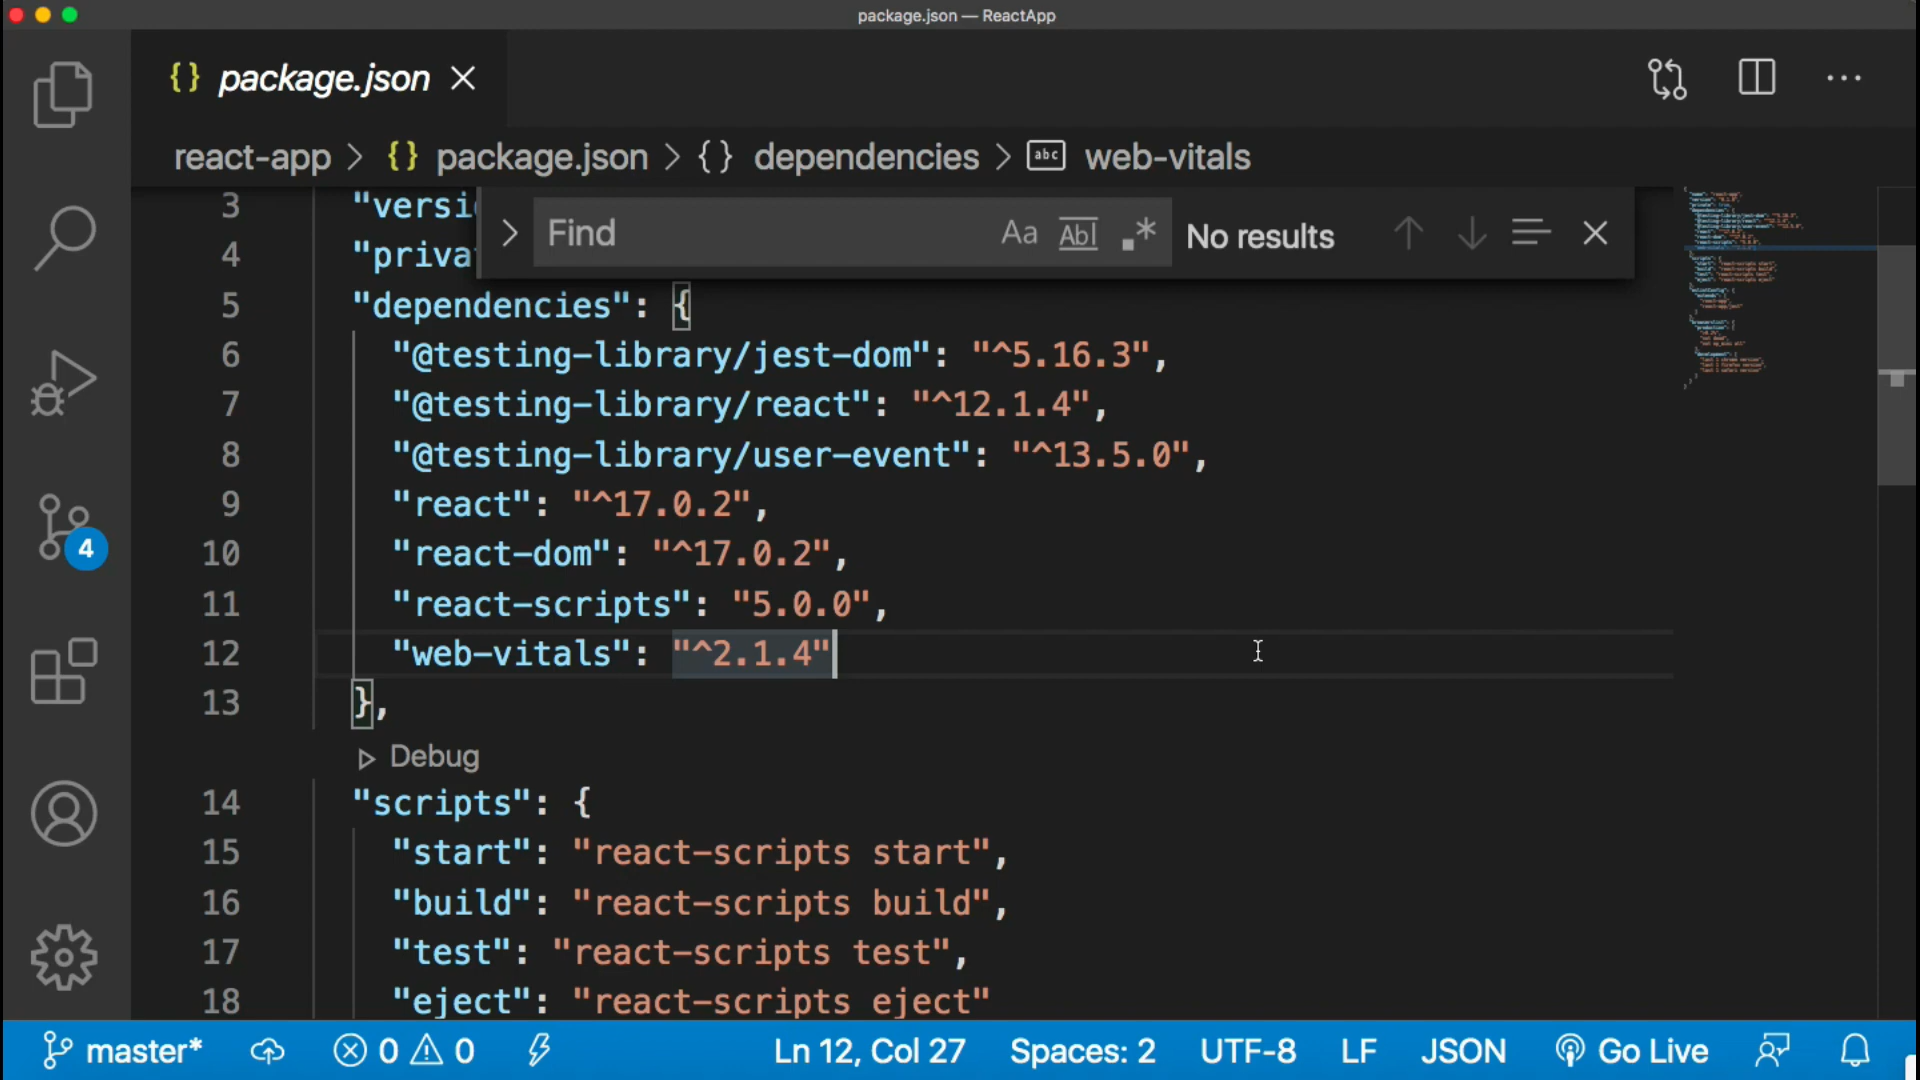 package.json — ReactApp
{} package.json
react-app > {} package.json > {} dependencies > abc web-vitals
Find Aa Abl .* No results
3 "versi
4 "priva
5 "dependencies": {
6 "@testing-library/jest-dom": "^5.16.3",
7 "@testing-library/react": "^12.1.4",
8 "@testing-library/user-event": "^13.5.0",
9 "react": "^17.0.2",
10 "react-dom": "^17.0.2",
11 "react-scripts": "5.0.0",
12 "web-vitals": "^2.1.4"
13 },
Debug
14 "scripts": {
15 "start": "react-scripts start",
16 "build": "react-scripts build",
17 "test": "react-scripts test",
18 "eject": "react-scripts eject"
4
master* 0 0 Ln 12, Col 27 Spaces: 2 UTF-8 LF JSON Go Live